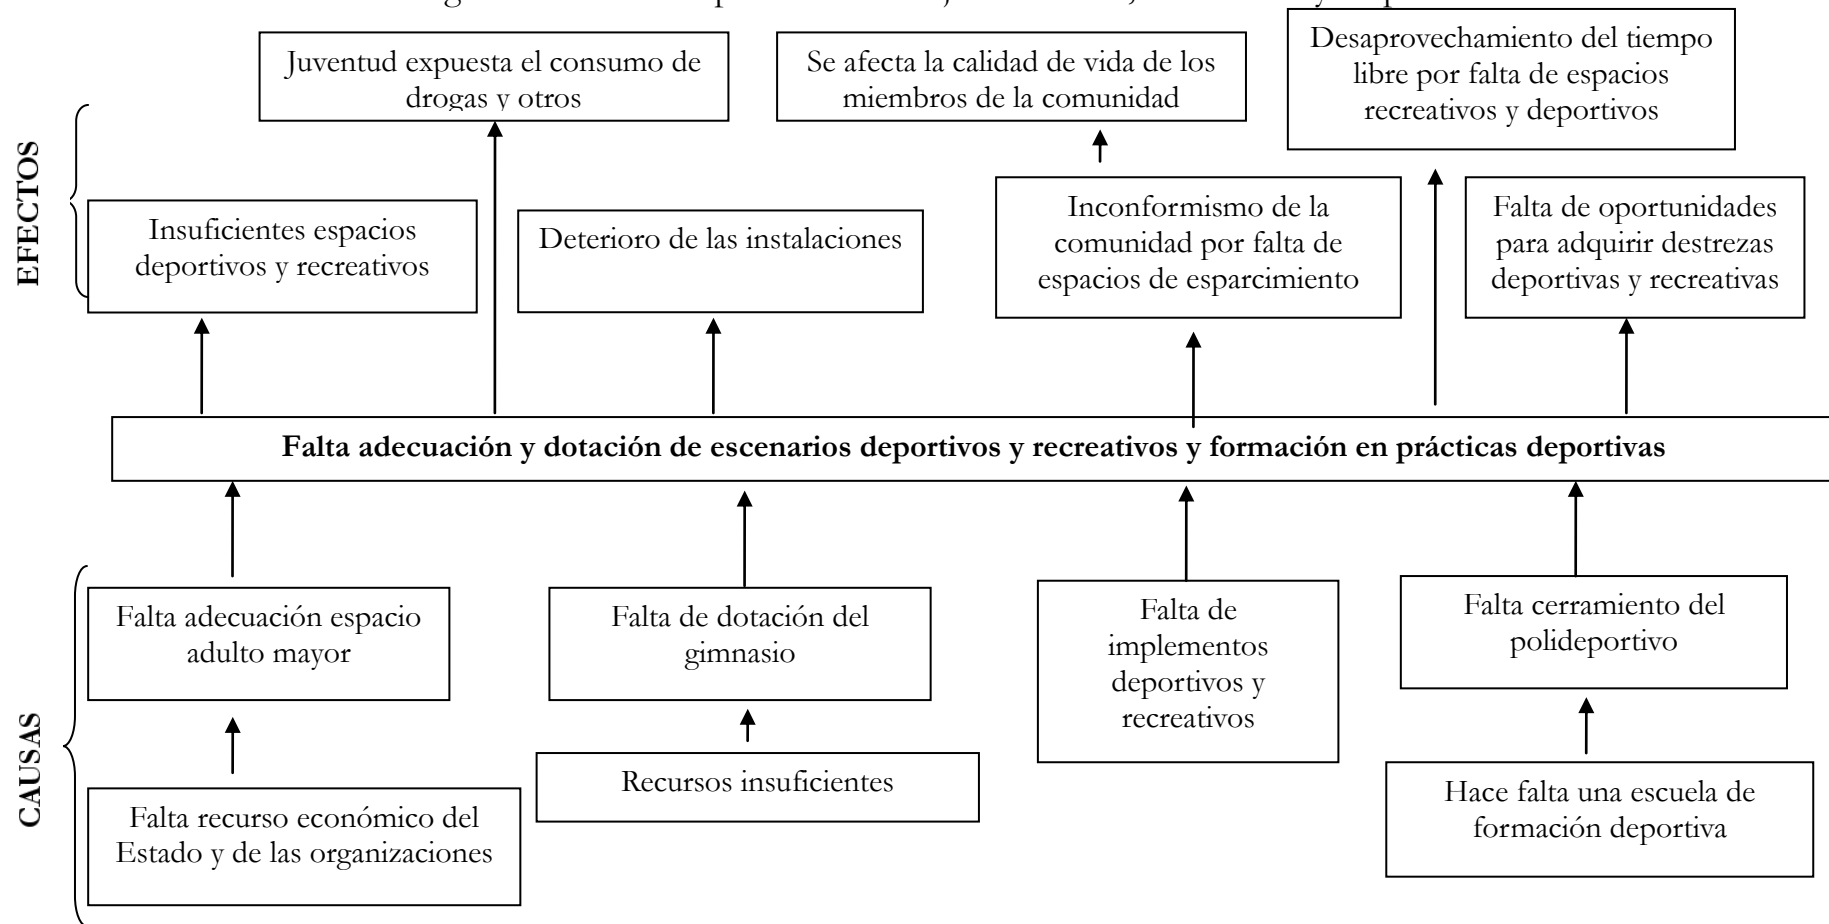 Juventud expuesta el consumo de
drogas y otros
Se afecta la calidad de vida de los
miembros de la comunidad
Desaprovechamiento del tiempo
libre por falta de espacios
recreativos y deportivos
EFECTOS
Insuficientes espacios
deportivos y recreativos
Deterioro de las instalaciones
Inconformismo de la
comunidad por falta de
espacios de esparcimiento
Falta de oportunidades
para adquirir destrezas
deportivas y recreativas
Falta adecuación y dotación de escenarios deportivos y recreativos y formación en prácticas deportivas
CAUSAS
Falta adecuación espacio
adulto mayor
Falta de dotación del
gimnasio
Falta de
implementos
deportivos y
recreativos
Falta cerramiento del
polideportivo
Falta recurso económico del
Estado y de las organizaciones
Recursos insuficientes
Hace falta una escuela de
formación deportiva